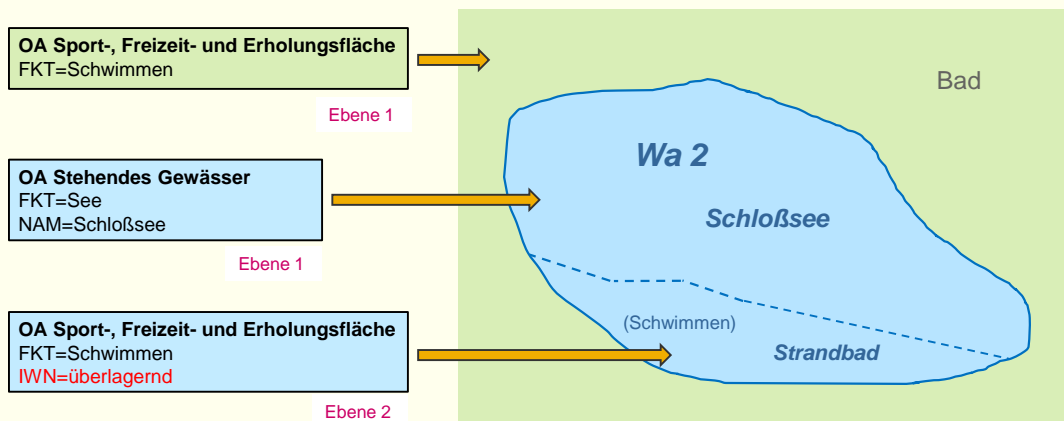 OA Sport-, Freizeit- und Erholungsfläche
FKT=Schwimmen
Ebene 1
OA Stehendes Gewässer
FKT=See
NAM=Schloßsee
Ebene 1
OA Sport-, Freizeit- und Erholungsfläche
FKT=Schwimmen
IWN=überlagernd
Ebene 2
Bad
Wa 2
Schloßsee
(Schwimmen)
Strandbad